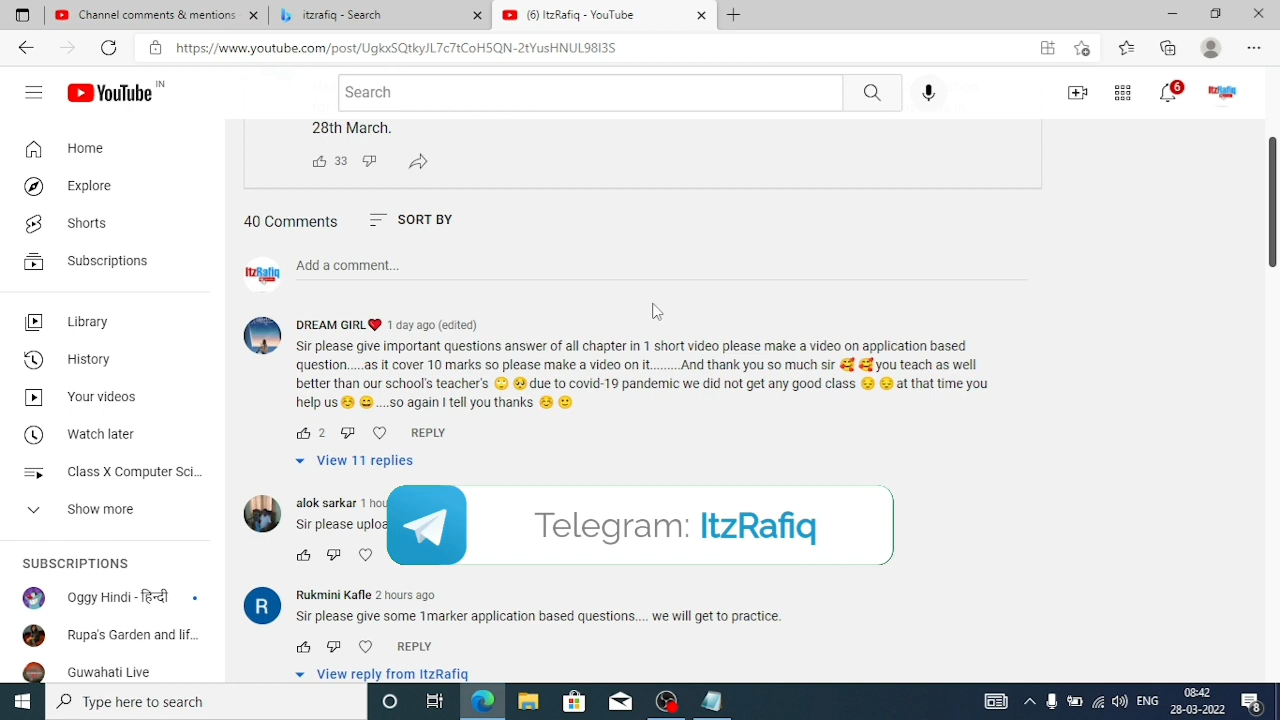 Channel comments & mentions
itzrafiq - Search
(6) ItzRafiq - YouTube
https://www.youtube.com/post/UgkxSQtkyJL7c7tCoH5QN-2tYusHNUL98I3S
YouTube IN
Search
6
ItzRafiq
Home
Explore
Shorts
Subscriptions
Library
History
Your videos
Watch later
Class X Computer Sci...
Show more
SUBSCRIPTIONS
Oggy Hindi - हिन्दी
Rupa's Garden and lif...
Guwahati Live
28th March.
33
40 Comments
SORT BY
ItzRafiq
Add a comment...
DREAM GIRL❤ 1 day ago (edited)
Sir please give important questions answer of all chapter in 1 short video please make a video on application based
question.....as it cover 10 marks so please make a video on it.........And thank you so much sir 🥰 🥰 you teach as well
better than our school's teacher's 🙄 🥺 due to covid-19 pandemic we did not get any good class 😔 😔 at that time you
help us ☺ 😄 ....so again I tell you thanks ☺ 🙂
2
REPLY
View 11 replies
alok sarkar 1 hou
Sir please uploa
Telegram: ItzRafiq
R
Rukmini Kafle 2 hours ago
Sir please give some 1marker application based questions.... we will get to practice.
REPLY
View reply from ItzRafiq
Type here to search
ENG
08:42
28-03-2022
8